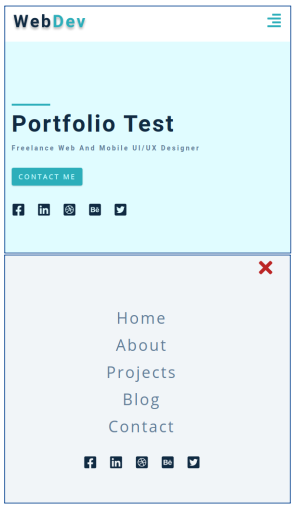 WebDev
Portfolio Test
Freelance Web And Mobile UI/UX Designer
CONTACT ME
Home
About
Projects
Blog
Contact